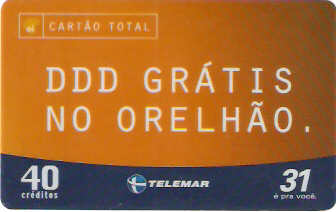 CARTÃO TOTAL
DDD GRÁTIS
NO ORELHÃO.
40
créditos
TELEMAR
31
é pra você.